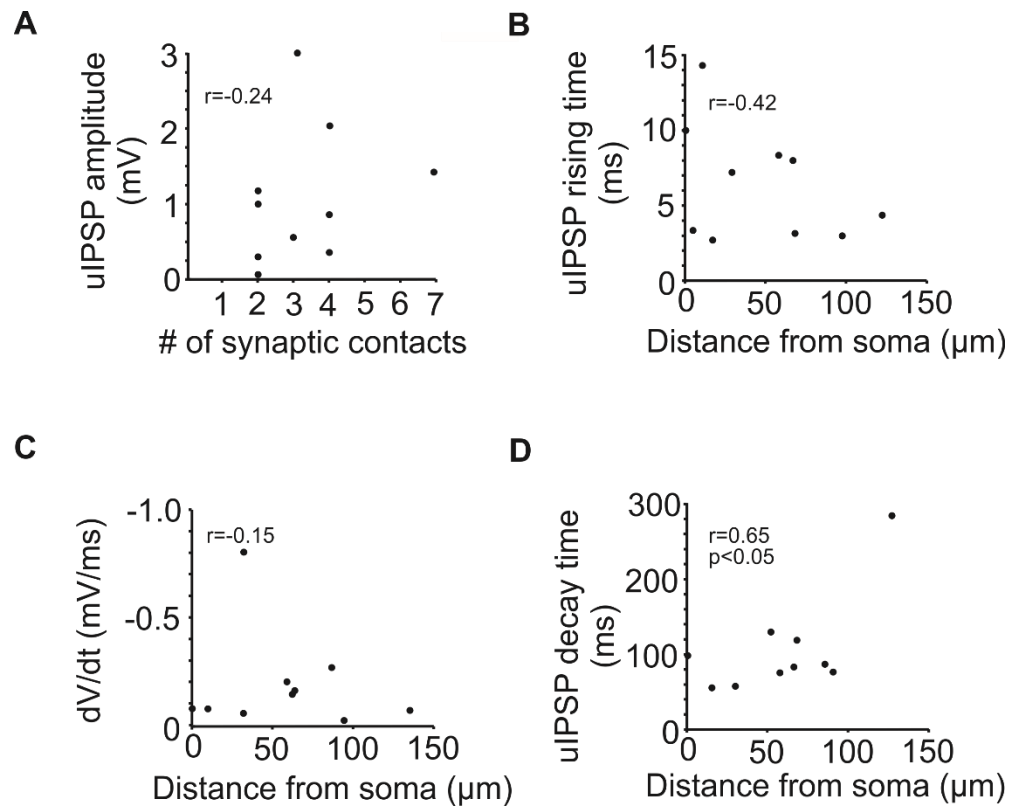 A
uIPSP amplitude
(mV)
3
2
1
0
r=-0.24
1 2 3 4 5 6 7
# of synaptic contacts
B
uIPSP rising time
(ms)
15
10
5
0
r=-0.42
0 50 100 150
Distance from soma (µm)
C
dV/dt (mV/ms)
-1.0
-0.5
0
r=-0.15
0 50 100 150
Distance from soma (µm)
D
uIPSP decay time
(ms)
300
200
100
0
r=0.65
p<0.05
0 50 100 150
Distance from soma (µm)